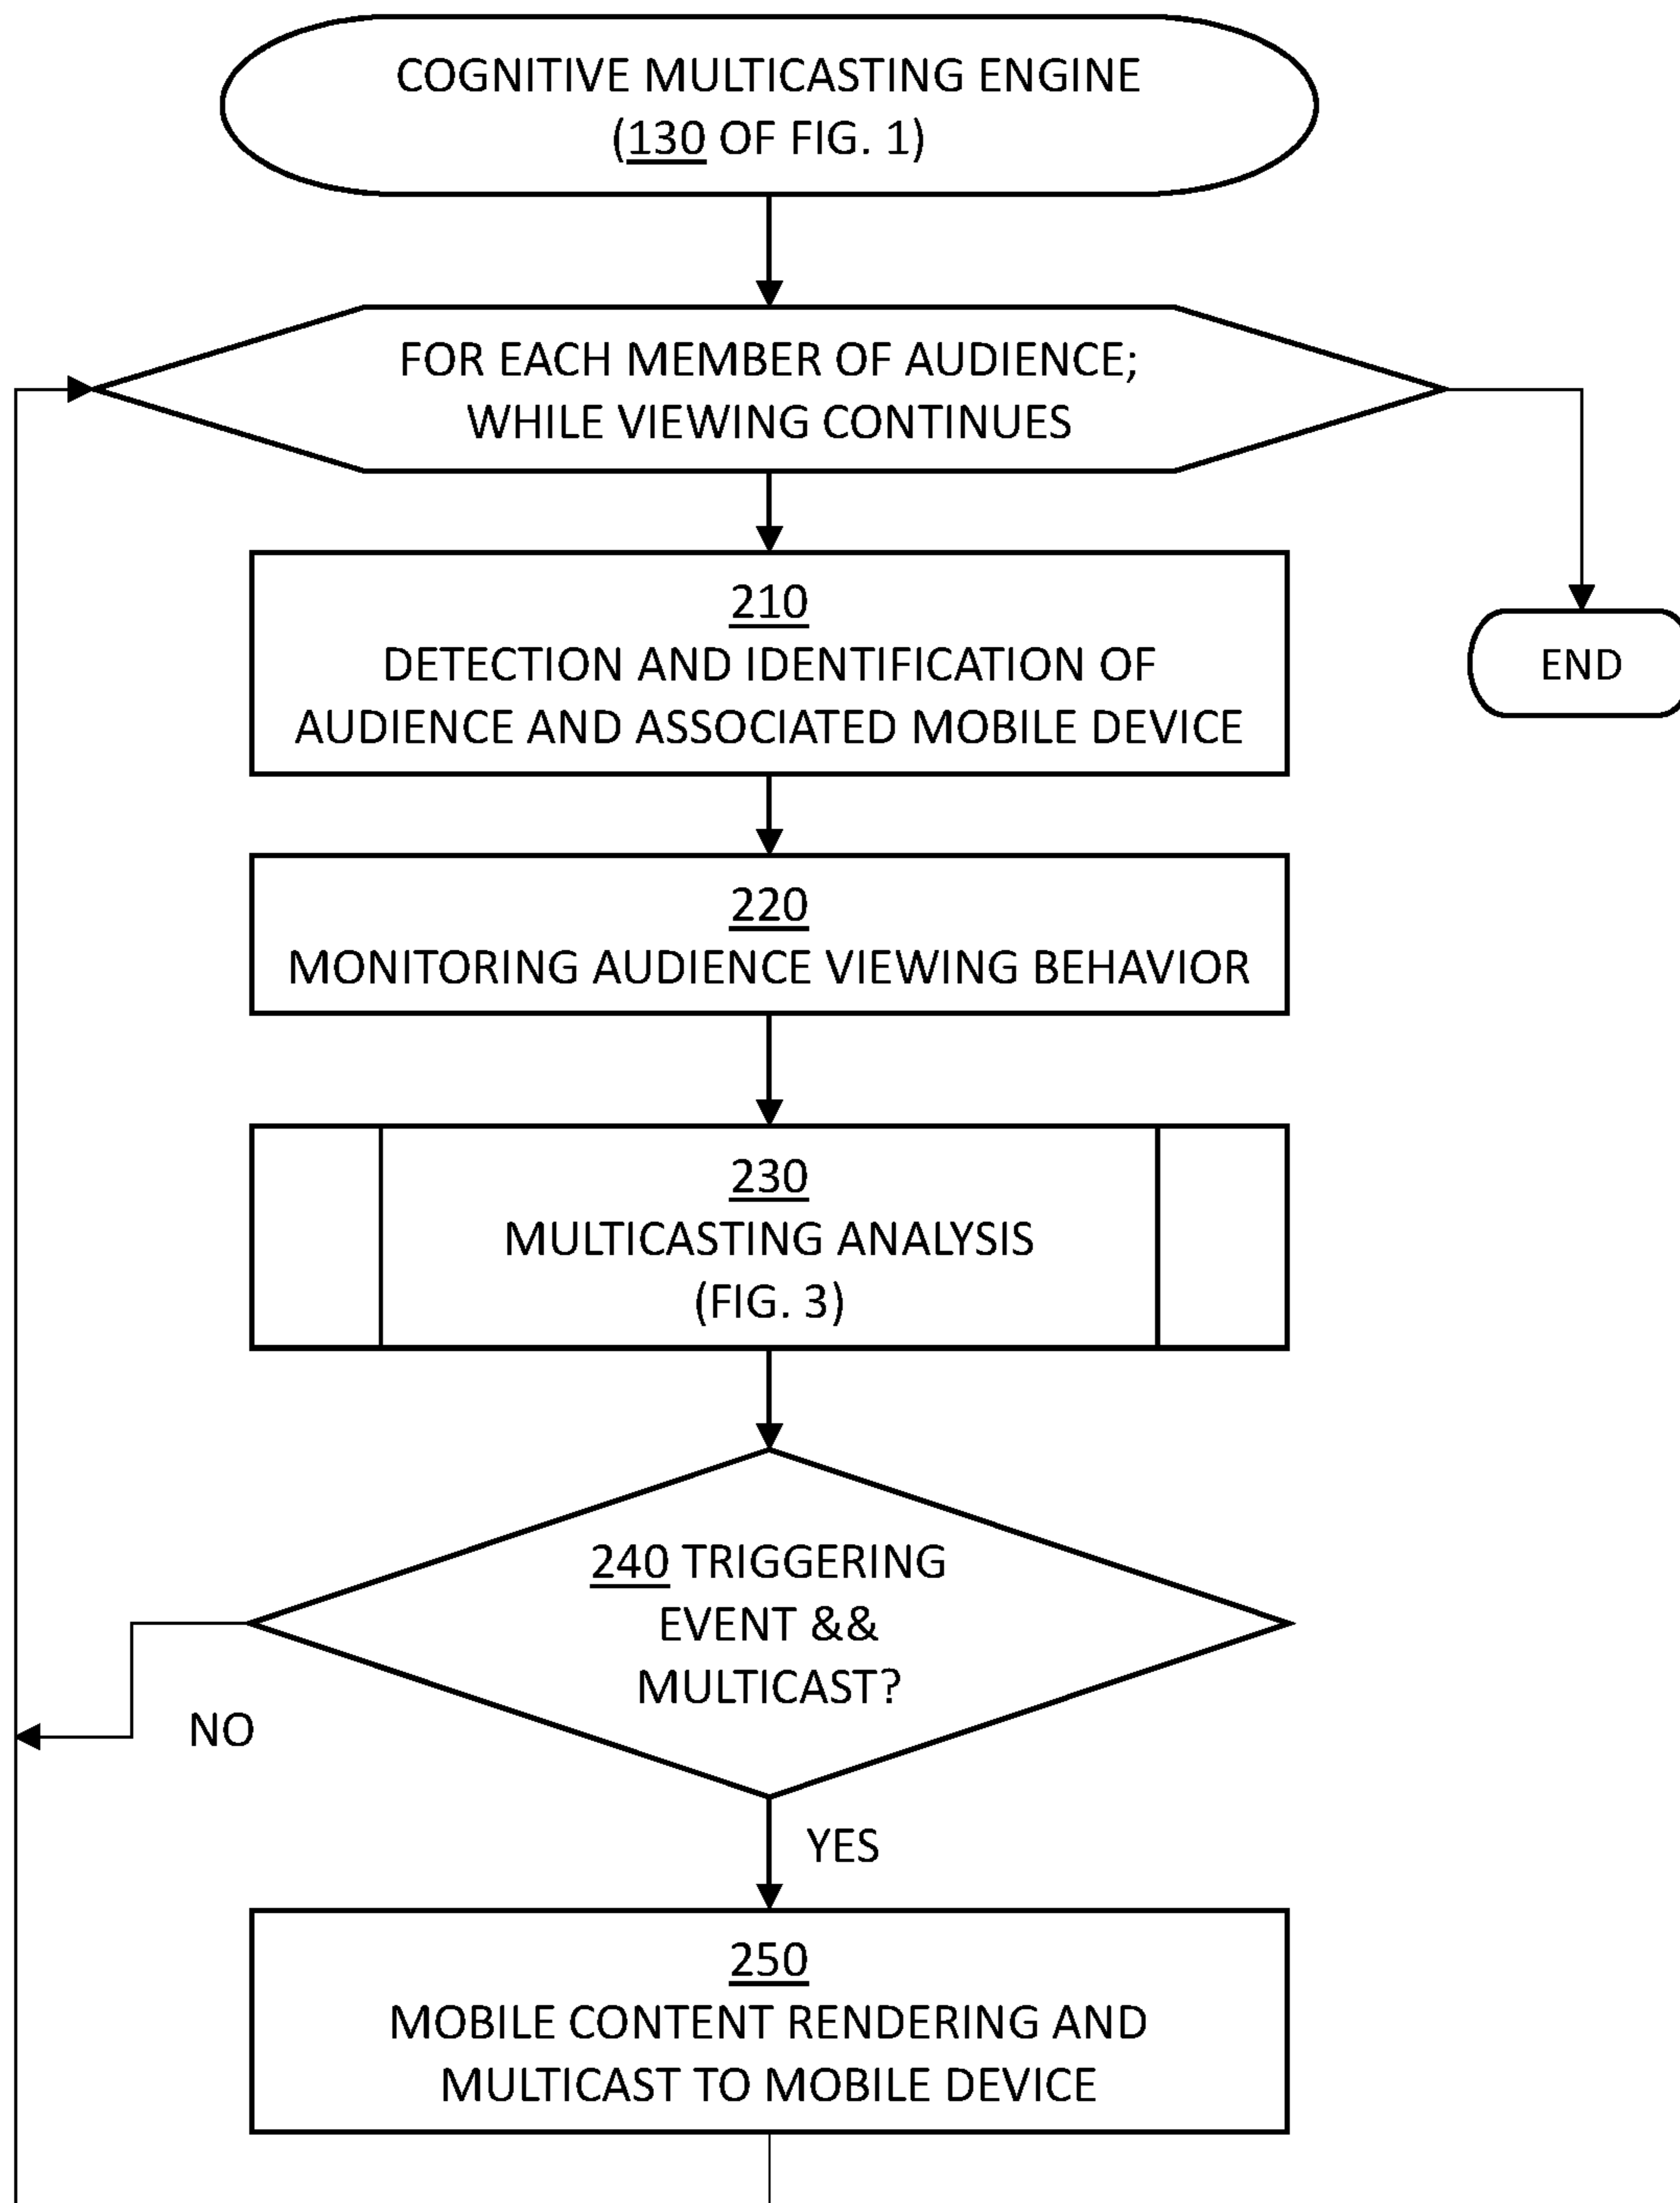 COGNITIVE MULTICASTING ENGINE
(130 OF FIG. 1)
FOR EACH MEMBER OF AUDIENCE;
WHILE VIEWING CONTINUES
210
DETECTION AND IDENTIFICATION OF
AUDIENCE AND ASSOCIATED MOBILE DEVICE
END
220
MONITORING AUDIENCE VIEWING BEHAVIOR
230
MULTICASTING ANALYSIS
(FIG. 3)
240 TRIGGERING
EVENT &&
MULTICAST?
NO
YES
250
MOBILE CONTENT RENDERING AND
MULTICAST TO MOBILE DEVICE